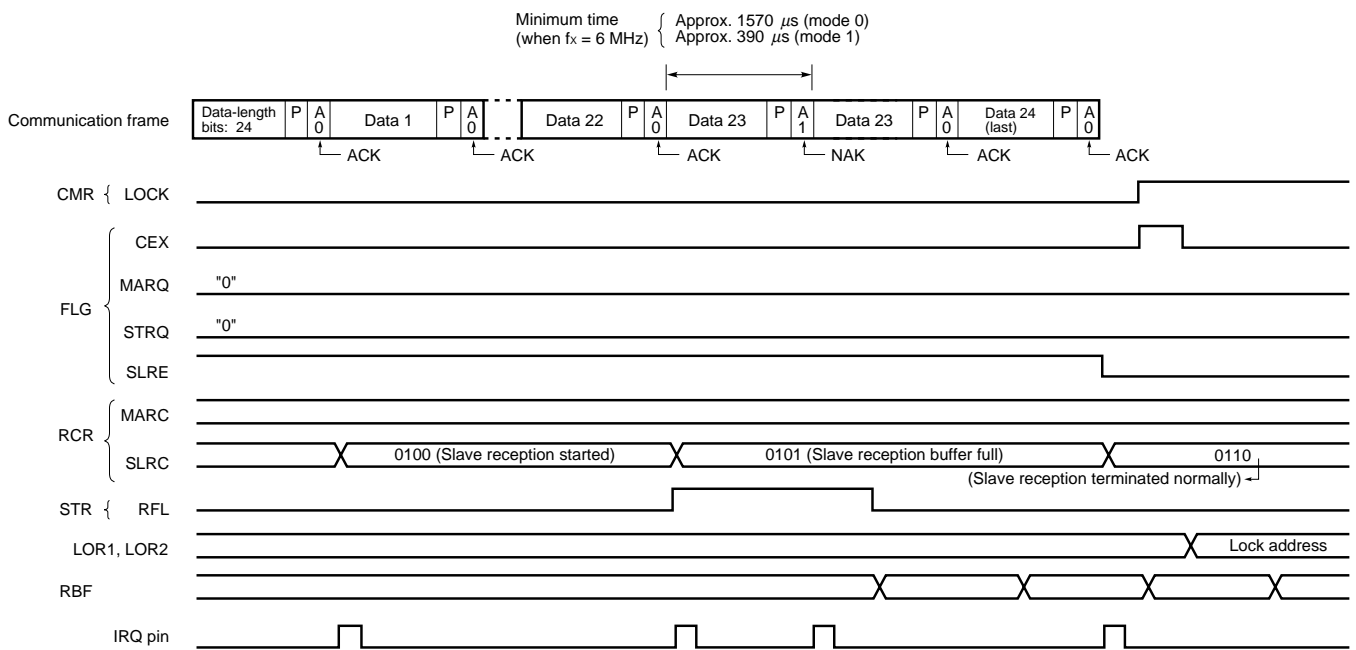 Minimum time
(when fx = 6 MHz)
Approx. 1570 μs (mode 0)
Approx. 390 μs (mode 1)
Communication frame
Data-length bits: 24 P A 0 Data 1 P A 0 Data 22 P A 0 Data 23 P A 1 Data 23 P A 0 Data 24 (last) P A 0
ACK ACK ACK NAK ACK ACK
CMR { LOCK
CEX
MARQ "0"
FLG
STRQ "0"
SLRE
MARC
RCR
SLRC 0100 (Slave reception started) 0101 (Slave reception buffer full) 0110
(Slave reception terminated normally)
STR { RFL
LOR1, LOR2 Lock address
RBF
IRQ pin